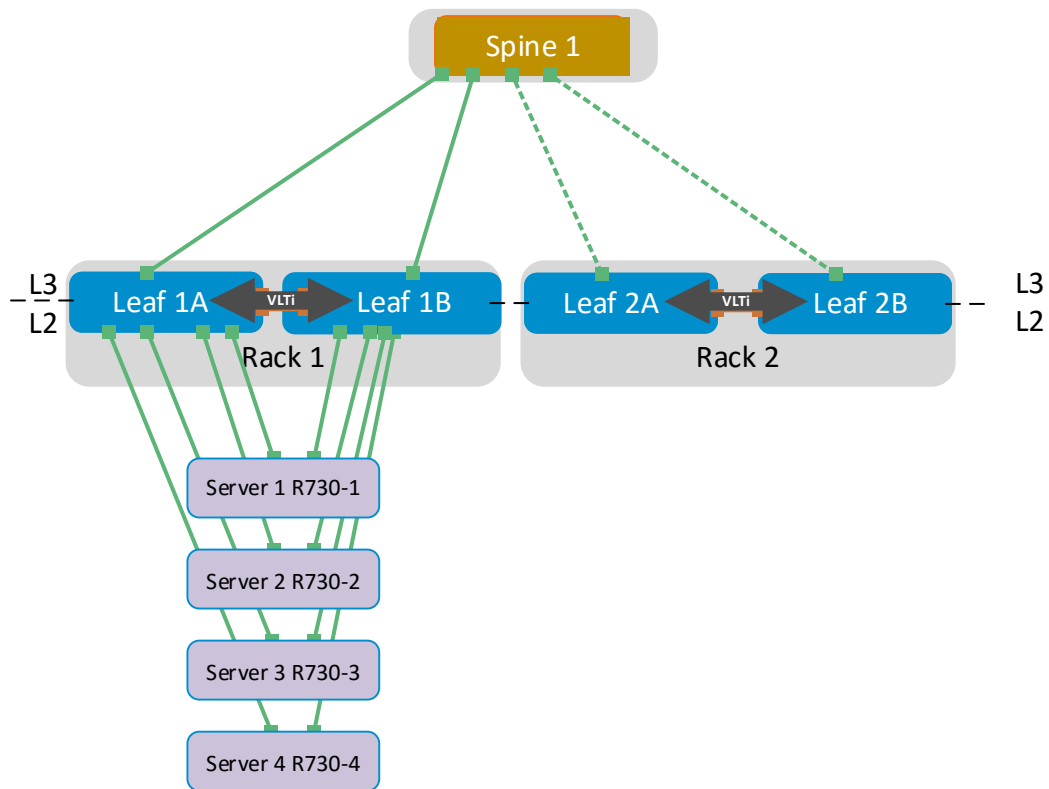 Spine 1
L3
L2
Leaf 1A
VLTi
Leaf 1B
Leaf 2A
VLTi
Leaf 2B
L3
L2
Rack 1
Rack 2
Server 1 R730-1
Server 2 R730-2
Server 3 R730-3
Server 4 R730-4